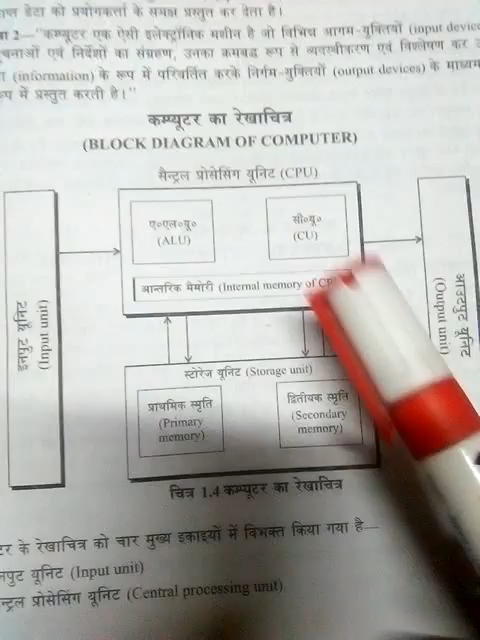 डेटा को प्रयोगकर्ता के समक्ष प्रस्तुत कर देता है।
2–"कम्प्यूटर एक ऐसी इलेक्ट्रॉनिक मशीन है जो विभिन्न आगम-युक्तियों (input device
एवं निर्देशों का संग्रहण, उनका क्रमबद्ध रूप से व्यवस्थीकरण एवं विश्लेषण कर
(information) के रूप में परिवर्तित करके निर्गम-युक्तियों (output devices) के माध्यम
में प्रस्तुत करती है।"
कम्प्यूटर का रेखाचित्र
(BLOCK DIAGRAM OF COMPUTER)
सैन्ट्रल प्रोसेसिंग यूनिट (CPU)
ए०एल०यू०
(ALU)
सी०यू०
(CU)
आन्तरिक मैमोरी (Internal memory of
इनपुट यूनिट
(Input unit)
आउटपुट यूनिट
(Output unit)
स्टोरेज यूनिट (Storage unit)
प्राथमिक स्मृति
(Primary
memory)
द्वितीयक स्मृति
(Secondary
memory)
चित्र 1.4 कम्प्यूटर का रेखाचित्र
के रेखाचित्र को चार मुख्य इकाइयों में विभक्त किया गया है—
यूनिट (Input unit)
प्रोसेसिंग यूनिट (Central processing unit)